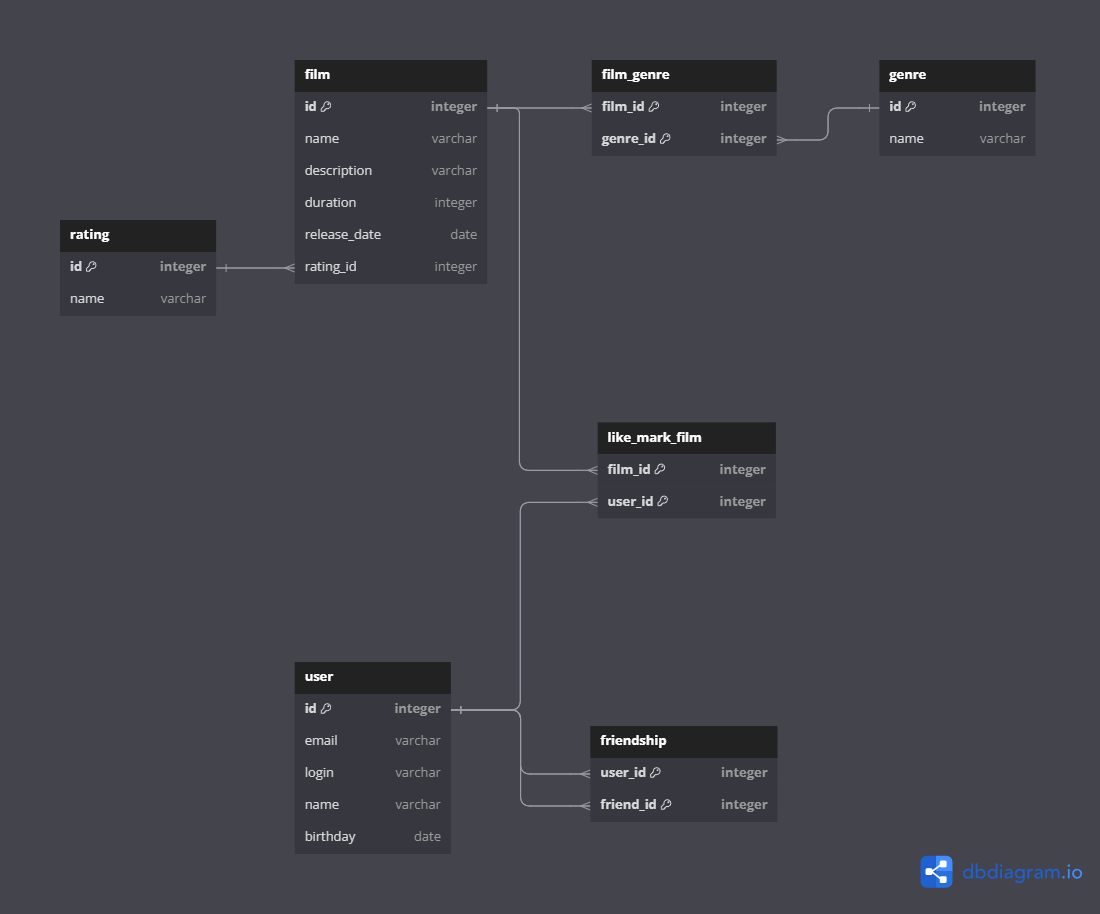 film
id integer
name varchar
description varchar
duration integer
release_date date
rating_id integer
film_genre
film_id integer
genre_id integer
genre
id integer
name varchar
rating
id integer
name varchar
like_mark_film
film_id integer
user_id integer
user
id integer
email varchar
login varchar
name varchar
birthday date
friendship
user_id integer
friend_id integer
dbdiagram.io